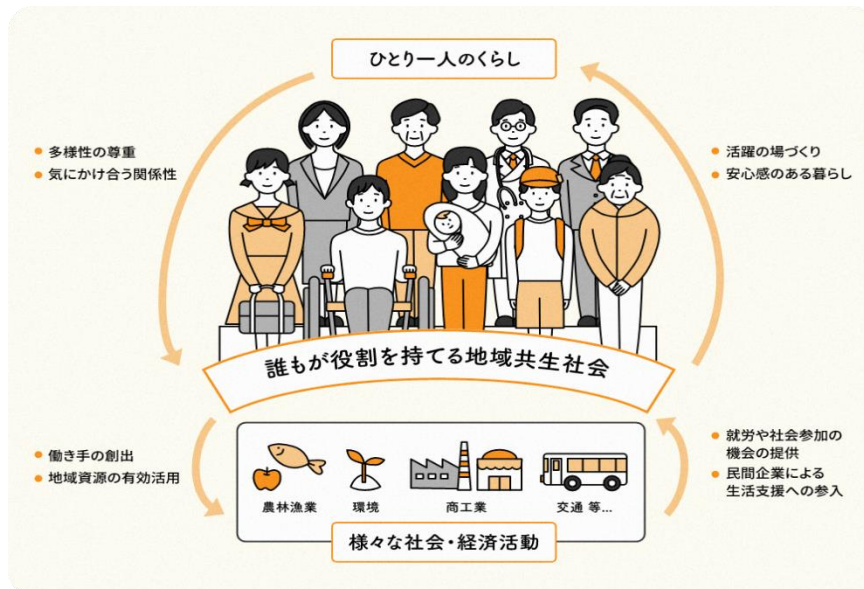 ひとり一人のくらし
● 多様性の尊重
● 気にかけ合う関係性
● 活躍の場づくり
● 安心感のある暮らし
誰もが役割を持てる地域共生社会
● 働き手の創出
● 地域資源の有効活用
● 就労や社会参加の
機会の提供
● 民間企業による
生活支援への参入
農林漁業
環境
商工業
交通 等...
様々な社会・経済活動